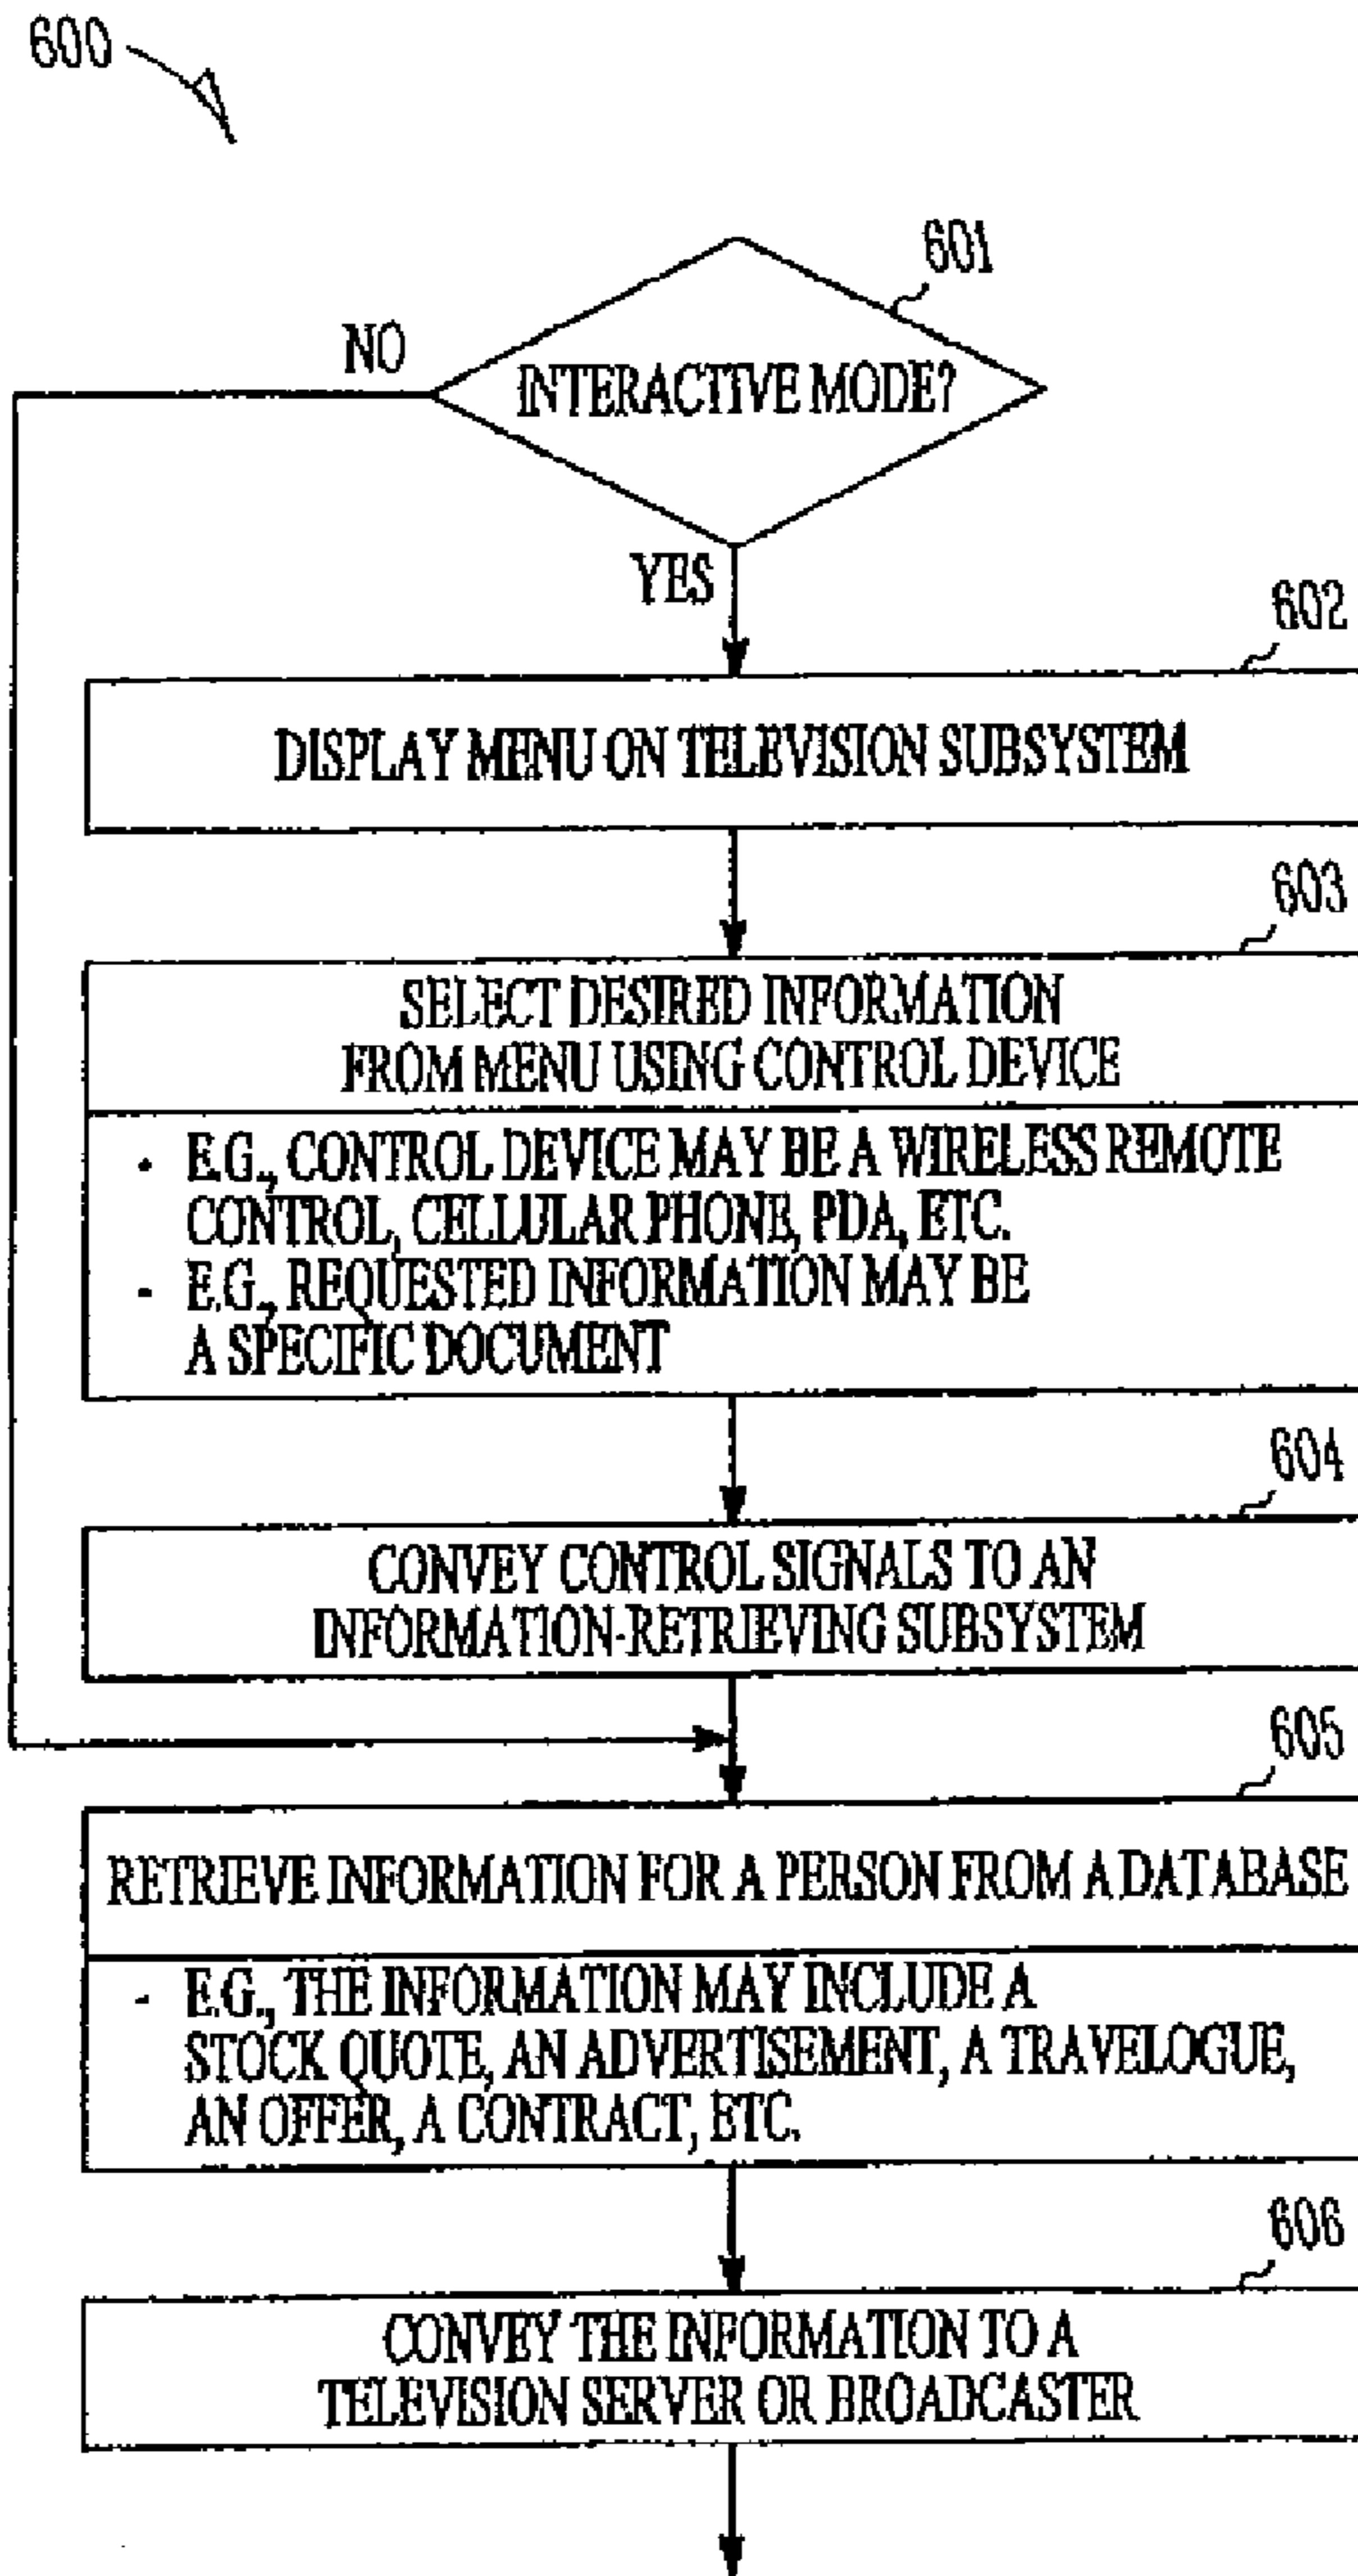 600
601
NO
INTERACTIVE MODE?
YES
602
DISPLAY MENU ON TELEVISION SUBSYSTEM
603
SELECT DESIRED INFORMATION
FROM MENU USING CONTROL DEVICE
- E.G., CONTROL DEVICE MAY BE A WIRELESS REMOTE
CONTROL, CELLULAR PHONE, PDA, ETC.
- E.G., REQUESTED INFORMATION MAY BE
A SPECIFIC DOCUMENT
604
CONVEY CONTROL SIGNALS TO AN
INFORMATION-RETRIEVING SUBSYSTEM
605
RETRIEVE INFORMATION FOR A PERSON FROM A DATABASE
- E.G., THE INFORMATION MAY INCLUDE A
STOCK QUOTE, AN ADVERTISEMENT, A TRAVELOGUE,
AN OFFER, A CONTRACT, ETC.
606
CONVEY THE INFORMATION TO A
TELEVISION SERVER OR BROADCASTER